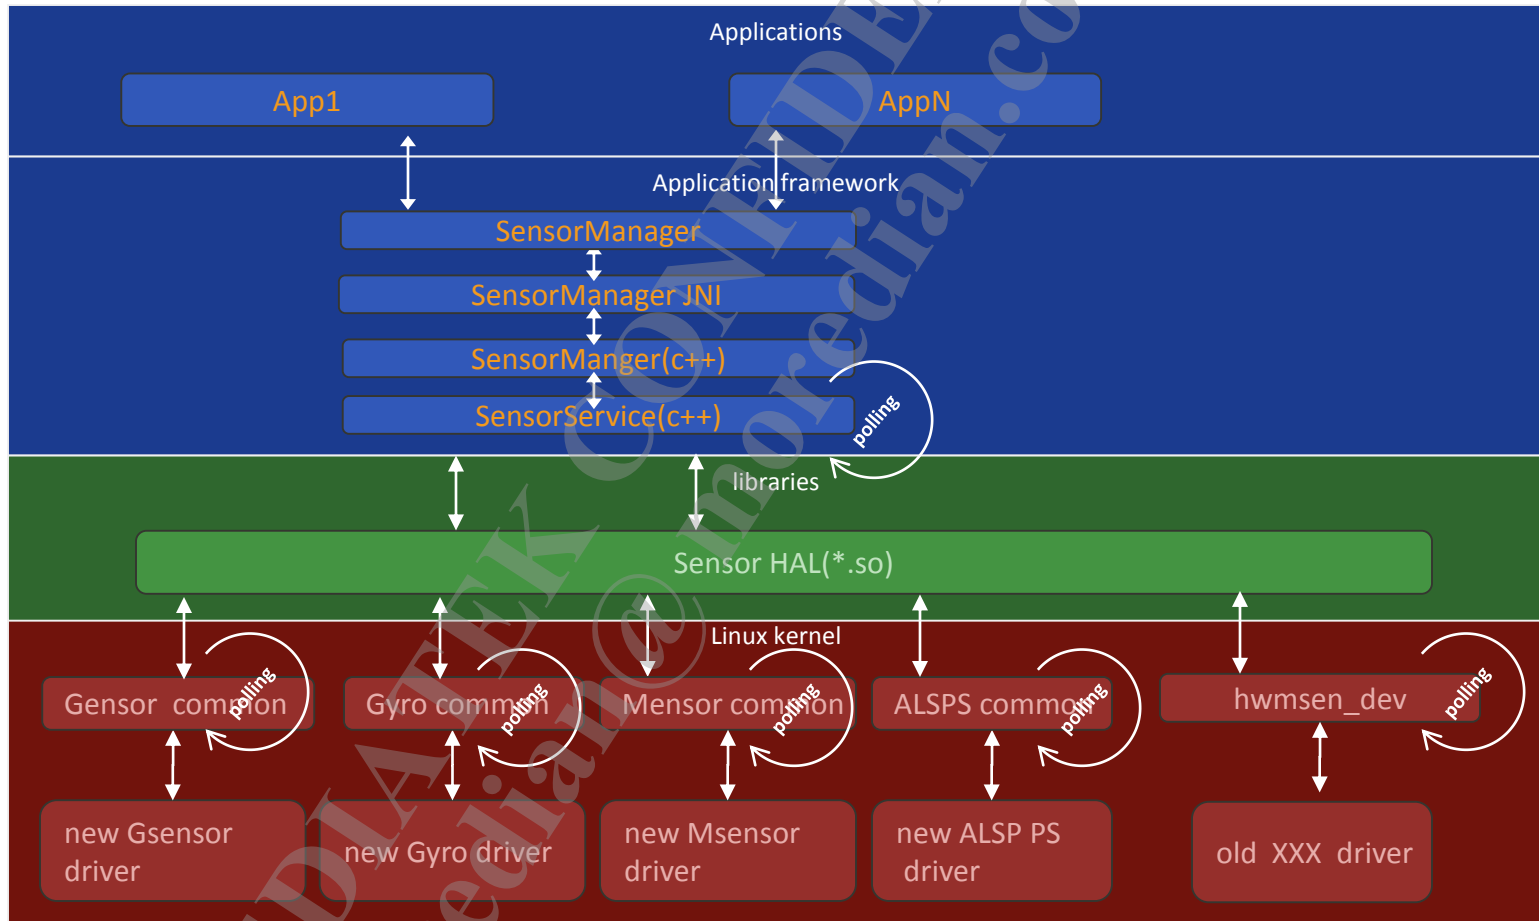 Applications
App1
AppN
Application framework
SensorManager
SensorManager JNI
SensorManger(c++)
SensorService(c++)
polling
libraries
Sensor HAL(*.so)
Linux kernel
Gensor common
polling
Gyro common
polling
Mensor common
polling
ALSPS common
polling
hwmsen_dev
polling
new Gsensor
driver
new Gyro driver
new Msensor
driver
new ALSP PS
driver
old XXX driver